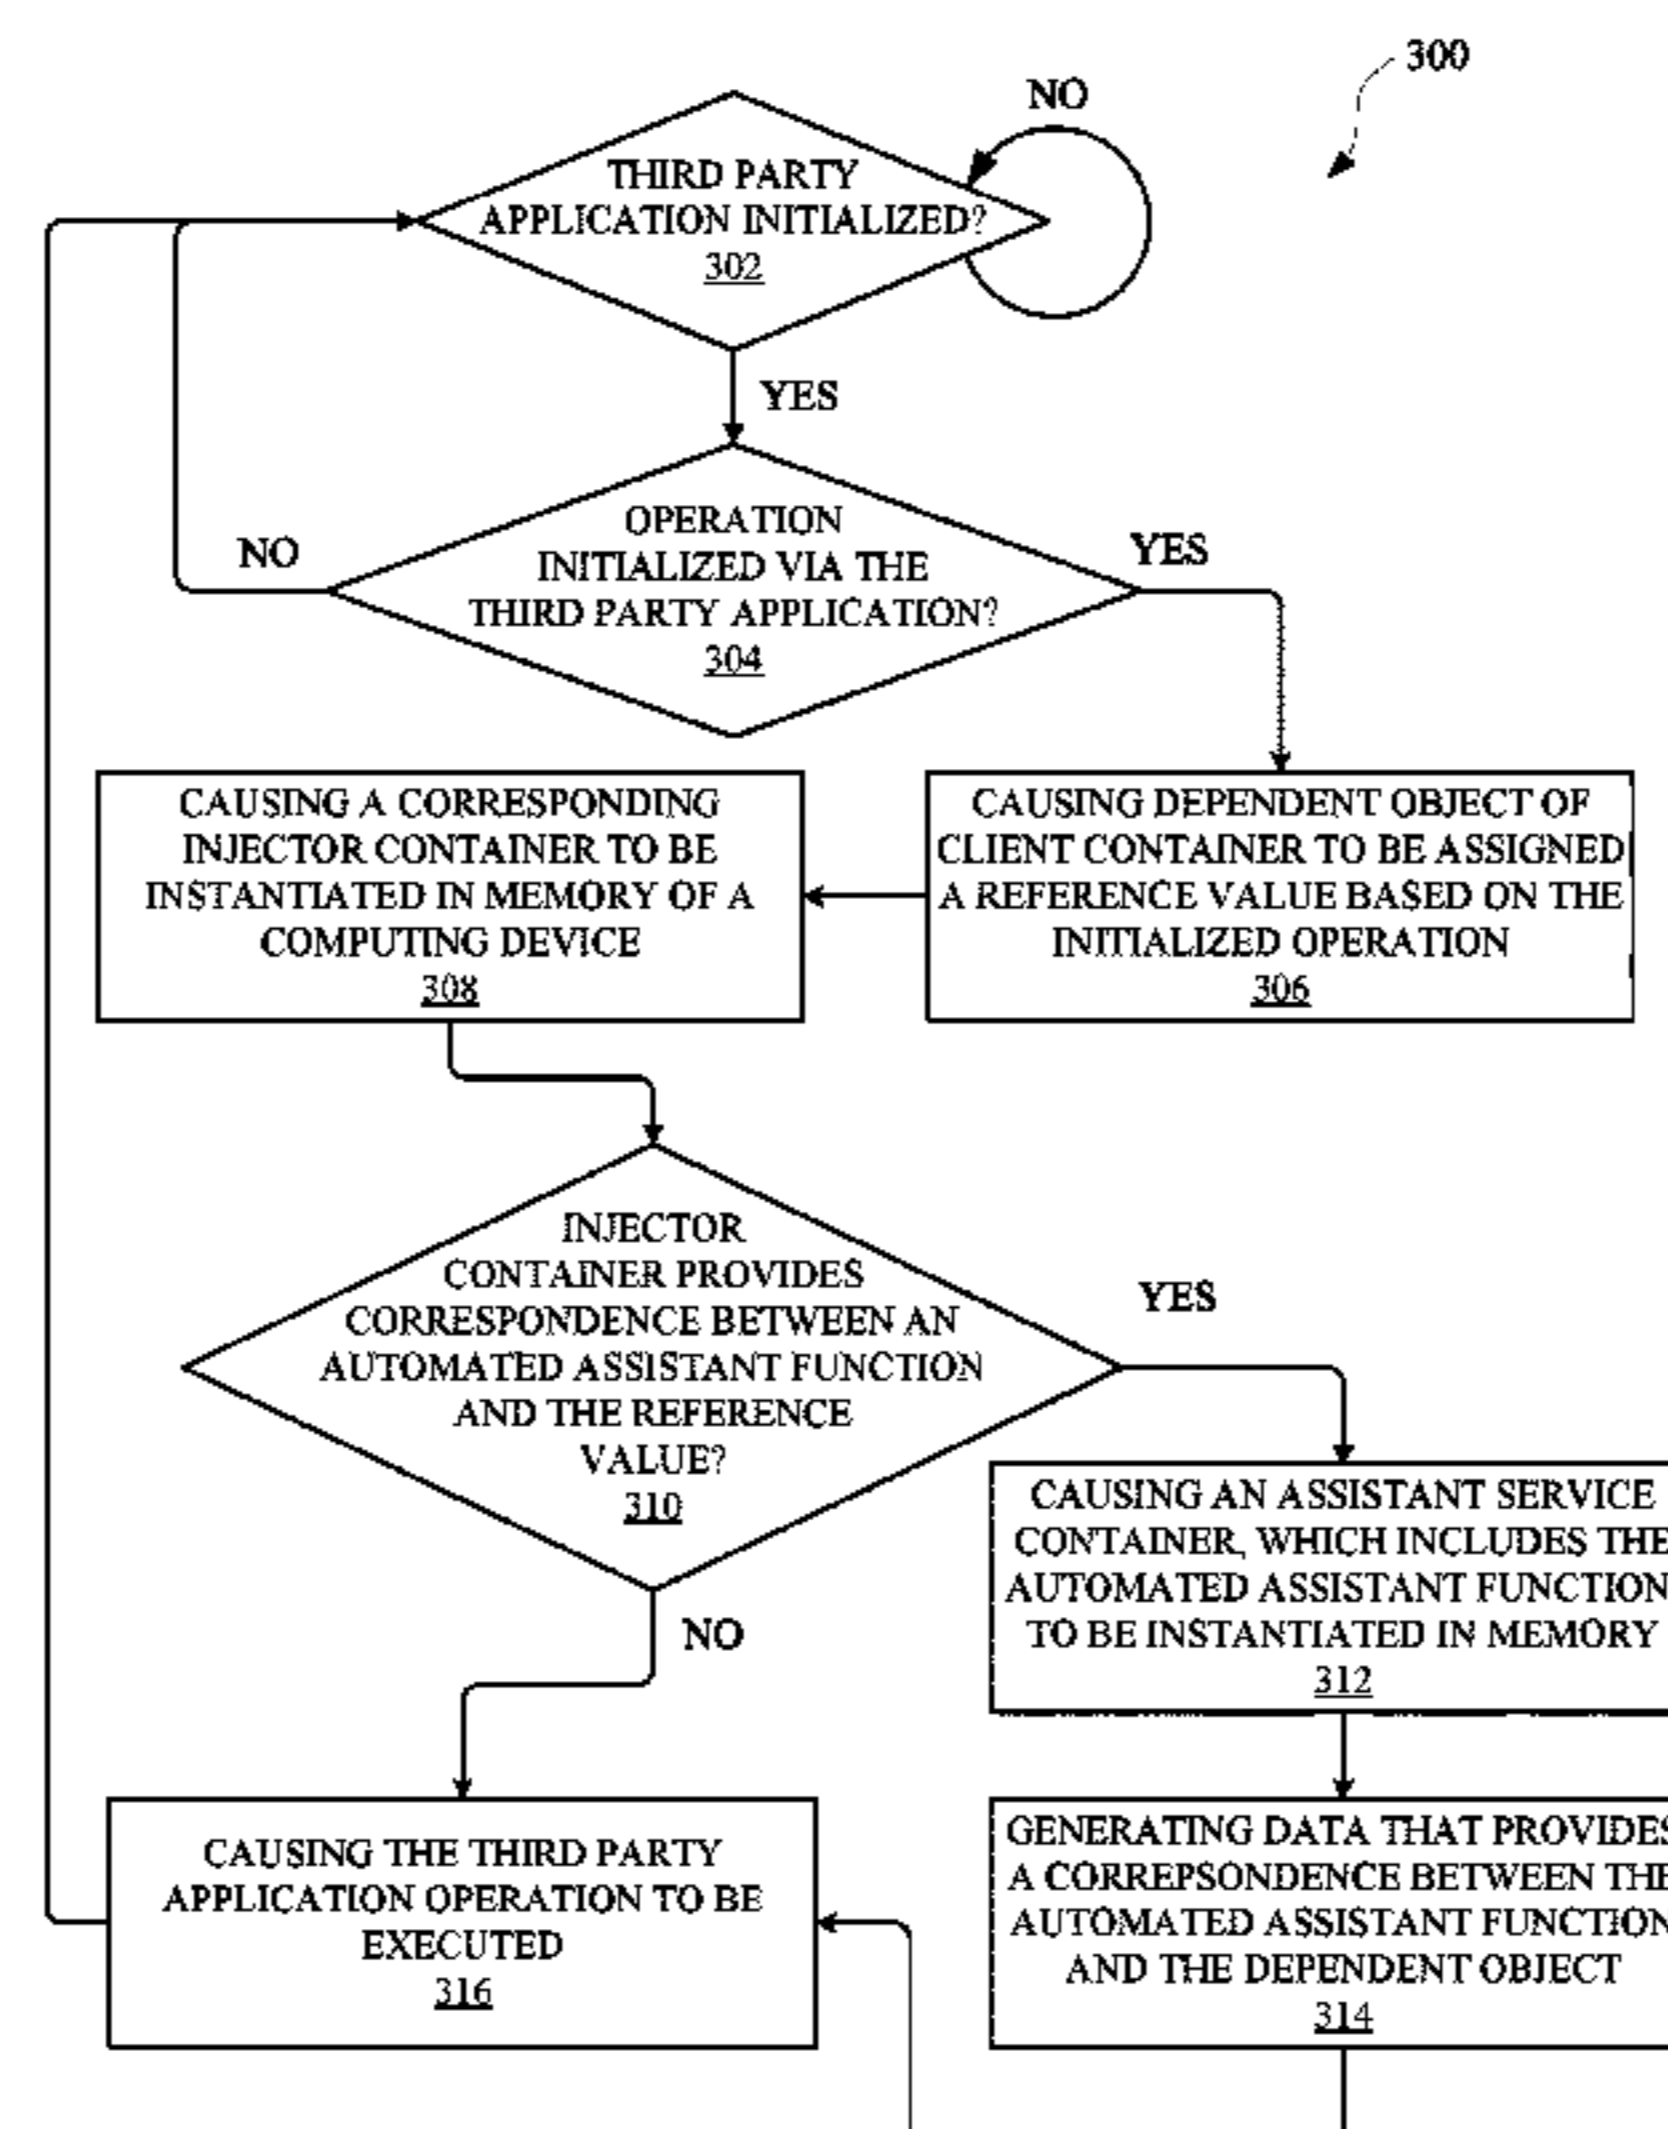 300
NO
THIRD PARTY
APPLICATION INITIALIZED?
302
YES
OPERATION
INITIALIZED VIA THE
THIRD PARTY APPLICATION?
304
NO
YES
CAUSING DEPENDENT OBJECT OF
CLIENT CONTAINER TO BE ASSIGNED
A REFERENCE VALUE BASED ON THE
INITIALIZED OPERATION
306
CAUSING A CORRESPONDING
INJECTOR CONTAINER TO BE
INSTANTIATED IN MEMORY OF A
COMPUTING DEVICE
308
INJECTOR
CONTAINER PROVIDES
CORRESPONDENCE BETWEEN AN
AUTOMATED ASSISTANT FUNCTION
AND THE REFERENCE
VALUE?
310
YES
NO
CAUSING AN ASSISTANT SERVICE
CONTAINER, WHICH INCLUDES THE
AUTOMATED ASSISTANT FUNCTION
TO BE INSTANTIATED IN MEMORY
312
GENERATING DATA THAT PROVIDES
A CORREPSONDENCE BETWEEN THE
AUTOMATED ASSISTANT FUNCTION
AND THE DEPENDENT OBJECT
314
CAUSING THE THIRD PARTY
APPLICATION OPERATION TO BE
EXECUTED
316